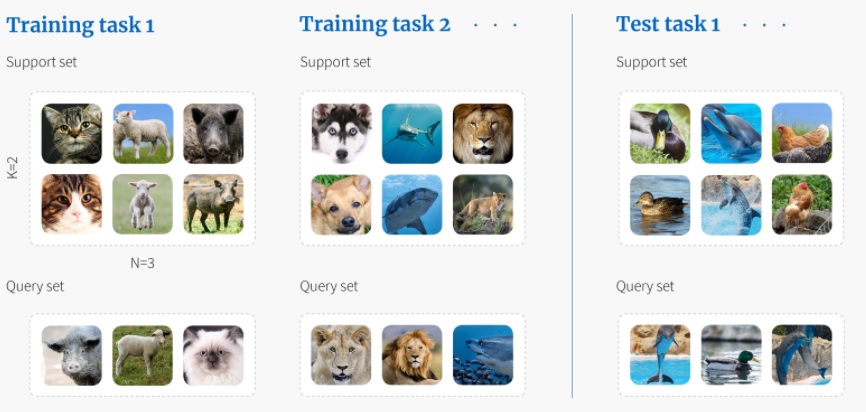 Training task 1
Support set
K=2
N=3
Query set
Training task 2 . . .
Support set
Query set
Test task 1 . . .
Support set
Query set